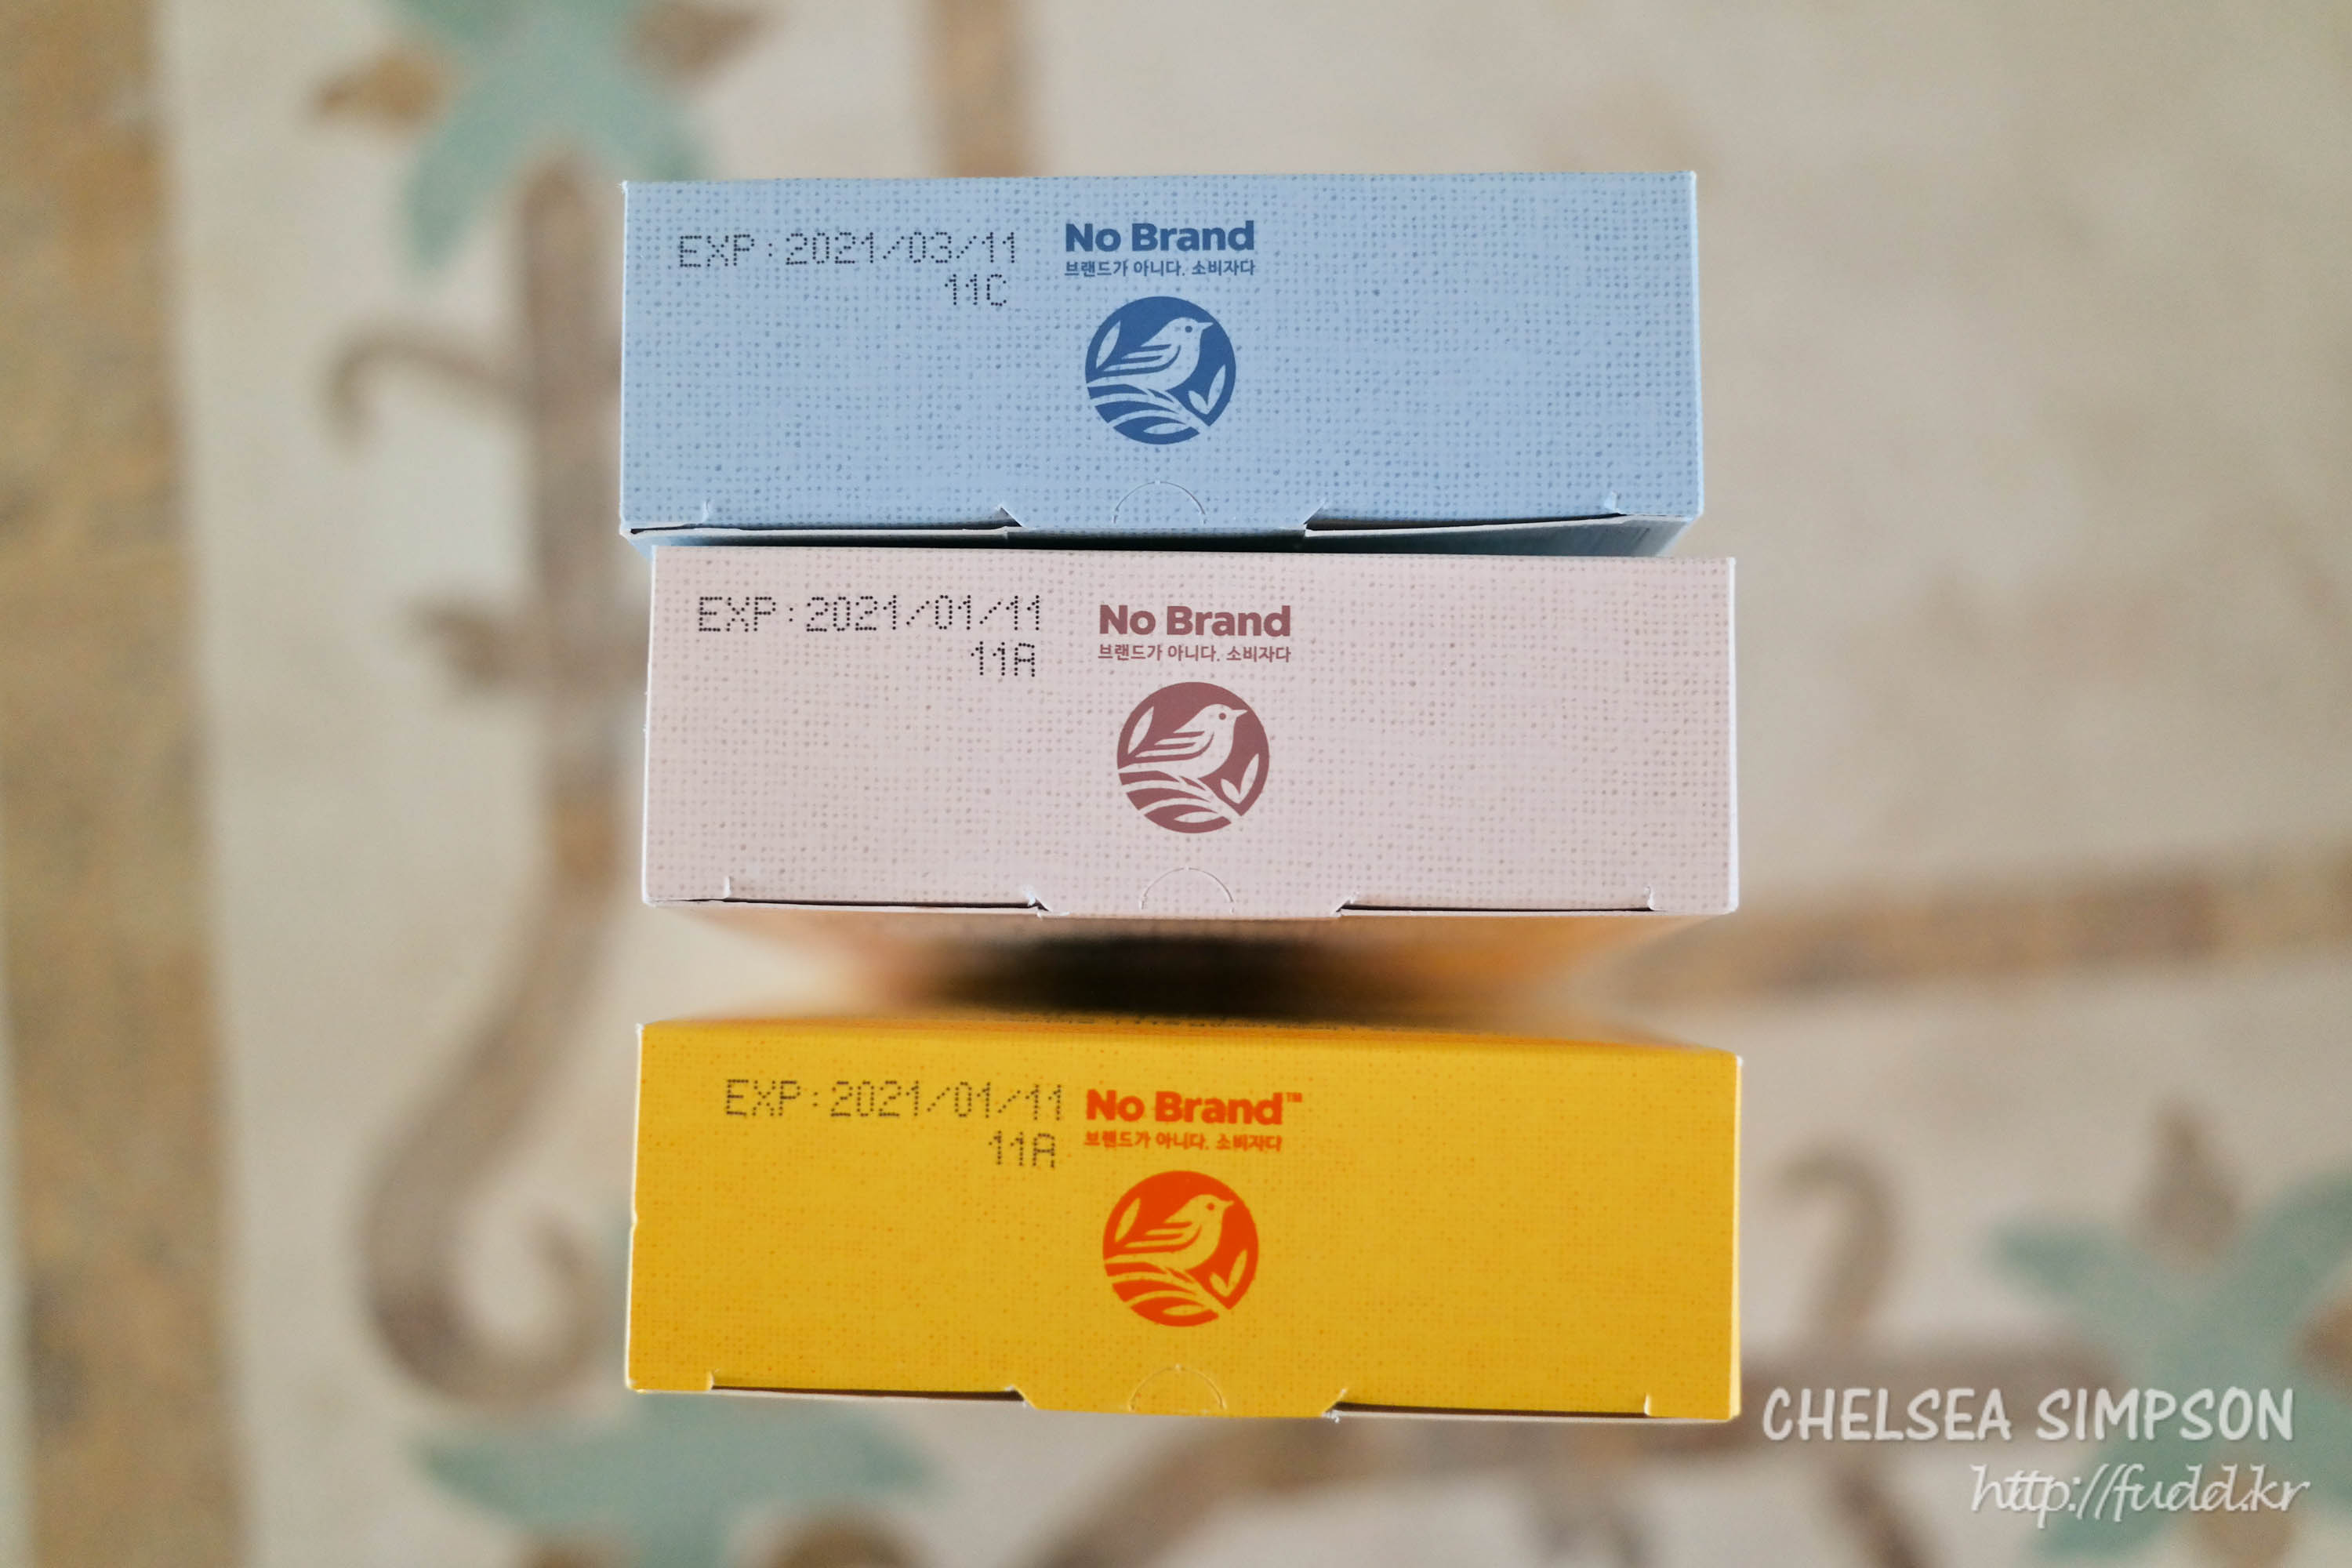 EXP:2021/03/11
11C
No Brand
브랜드가 아니다. 소비자다
EXP:2021/01/11
11A
No Brand
브랜드가 아니다. 소비자다
EXP:2021/01/11
11A
No Brand™
브랜드가 아니다. 소비자다
CHELSEA SIMPSON
http://fudd.kr